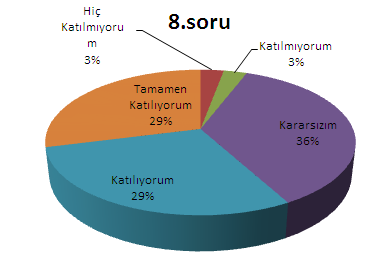 8.soru
Hiç
Katılmıyoru
m
3%
Katılmıyorum
3%
Kararsızım
36%
Katılıyorum
29%
Tamamen
Katılıyorum
29%